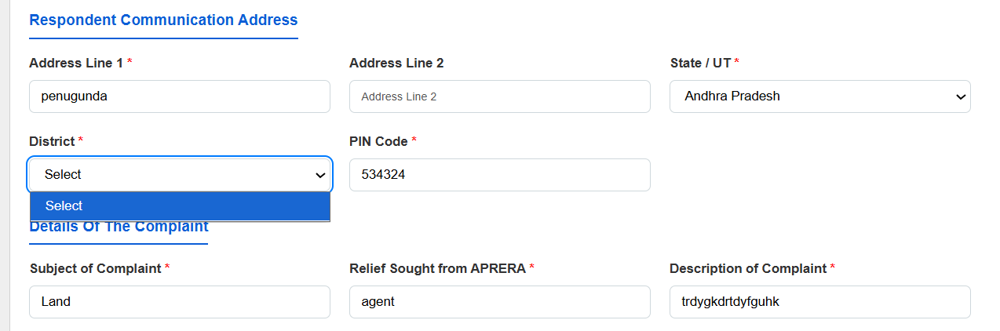 Respondent Communication Address
Address Line 1 * Address Line 2 State / UT *
penugunda Address Line 2 Andhra Pradesh
District * PIN Code *
Select 534324
Select
Details Of The Complaint
Subject of Complaint * Relief Sought from APRERA * Description of Complaint *
Land agent trdygkdrtdyfguhk